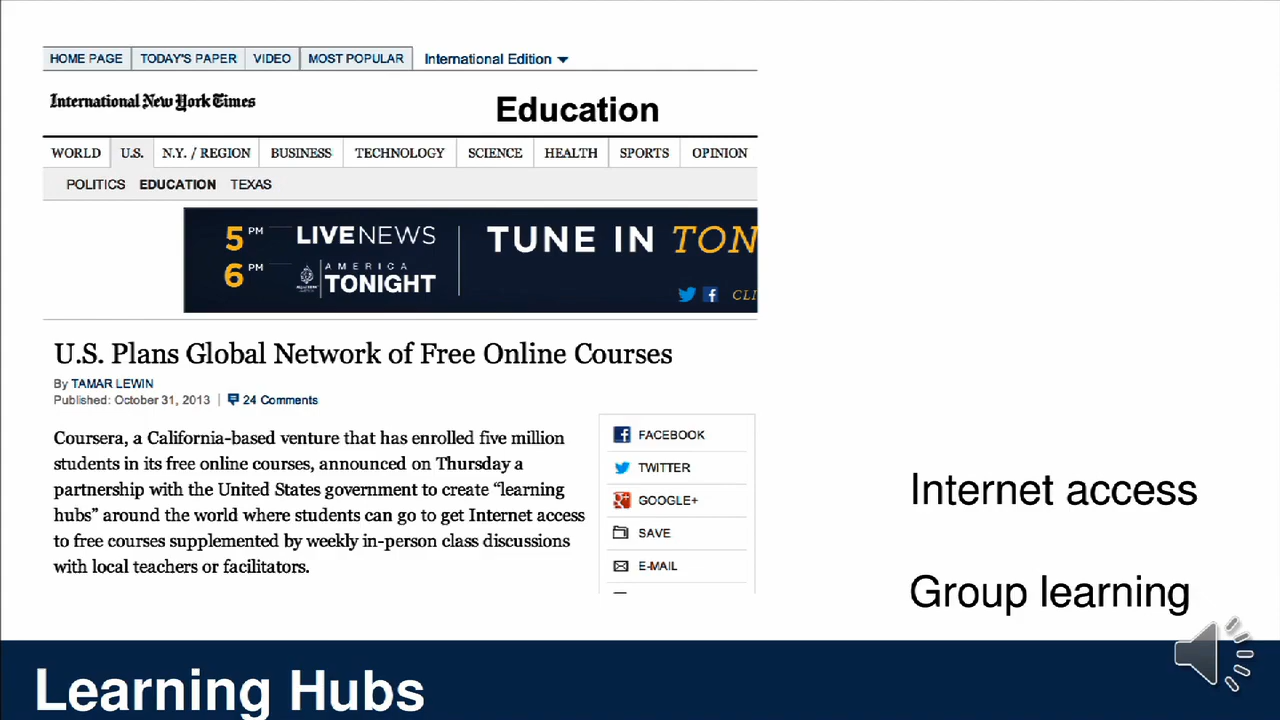 HOME PAGE TODAY'S PAPER VIDEO MOST POPULAR International Edition
International New York Times
Education
WORLD U.S. N.Y. / REGION BUSINESS TECHNOLOGY SCIENCE HEALTH SPORTS OPINION
POLITICS EDUCATION TEXAS
5 PM LIVENEWS
6 PM AMERICA TONIGHT
TUNE IN TON
CLI
U.S. Plans Global Network of Free Online Courses
By TAMAR LEWIN
Published: October 31, 2013 | 24 Comments
Coursera, a California-based venture that has enrolled five million
students in its free online courses, announced on Thursday a
partnership with the United States government to create “learning
hubs” around the world where students can go to get Internet access
to free courses supplemented by weekly in-person class discussions
with local teachers or facilitators.
FACEBOOK
TWITTER
GOOGLE+
SAVE
E-MAIL
Internet access
Group learning
Learning Hubs